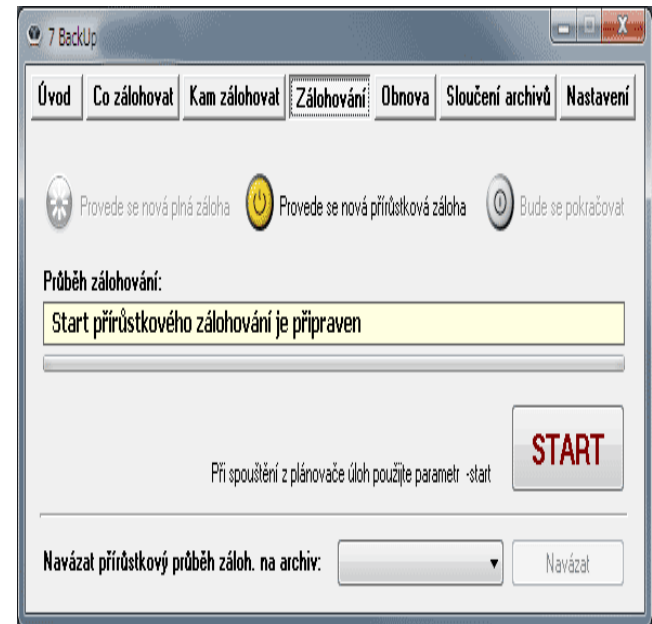 7 BackUp
Úvod Co zálohovat Kam zálohovat Zálohování Obnova Sloučení archivů Nastavení
Provede se nová plná záloha Provede se nová přírůstková záloha Bude se pokračovat
Průběh zálohování:
Start přírůstkového zálohování je připraven
START
Při spouštění z plánovače úloh použijte parametr -start
Navázat přírůstkový průběh záloh. na archiv: Navázat